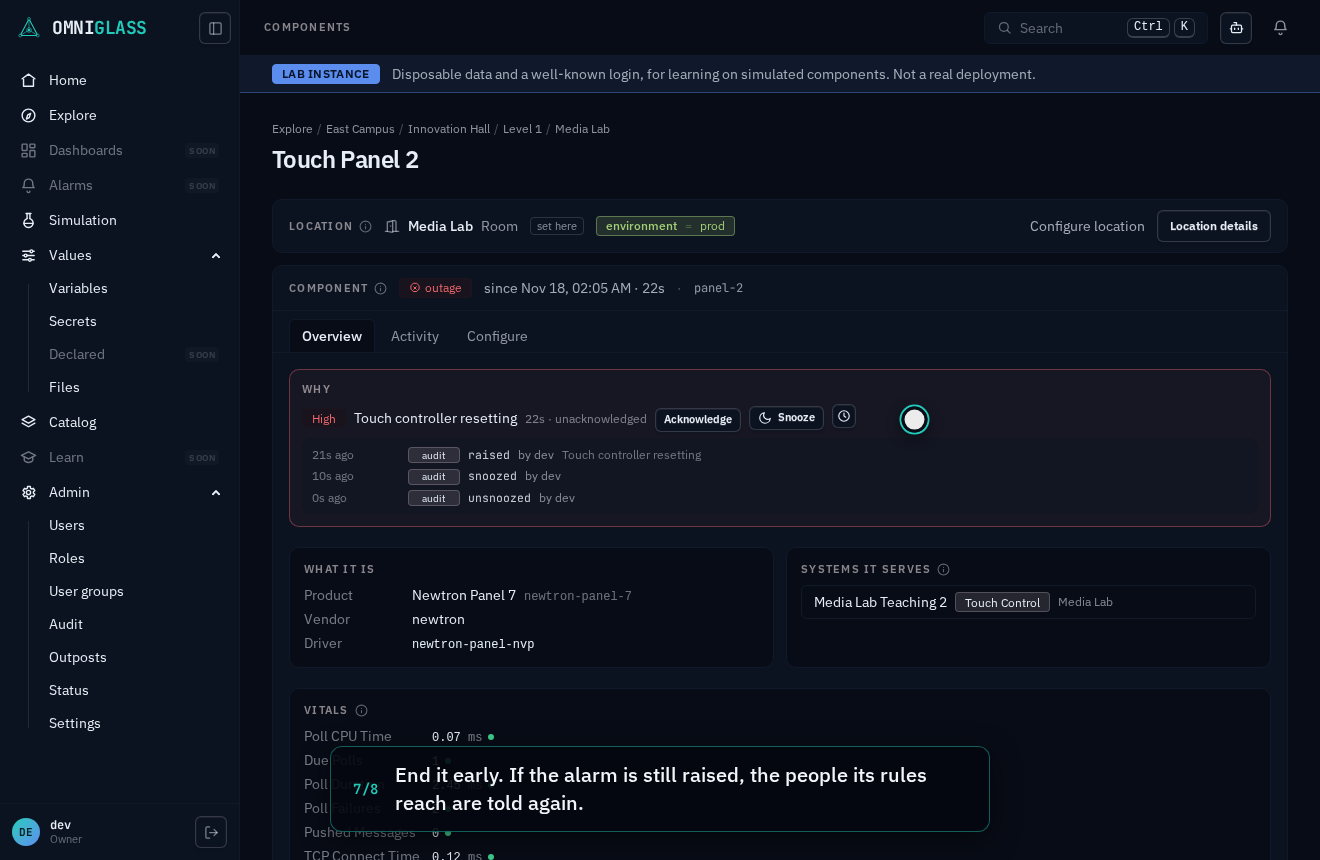 OMNIGLASS
COMPONENTS
Search
Ctrl K
LAB INSTANCE Disposable data and a well-known login, for learning on simulated components. Not a real deployment.
Home
Explore
Dashboards SOON
Alarms SOON
Simulation
Values
Variables
Secrets
Declared SOON
Files
Catalog
Learn SOON
Admin
Users
Roles
User groups
Audit
Outposts
Status
Settings
DE dev
Owner
Explore / East Campus / Innovation Hall / Level 1 / Media Lab
Touch Panel 2
LOCATION Media Lab Room set here environment = prod Configure location Location details
COMPONENT outage since Nov 18, 02:05 AM · 22s · panel-2
Overview Activity Configure
WHY
High Touch controller resetting 22s · unacknowledged Acknowledge Snooze
21s ago audit raised by dev Touch controller resetting
10s ago audit snoozed by dev
0s ago audit unsnoozed by dev
WHAT IT IS
Product Newtron Panel 7 newtron-panel-7
Vendor newtron
Driver newtron-panel-nvp
SYSTEMS IT SERVES
Media Lab Teaching 2 Touch Control Media Lab
VITALS
Poll CPU Time 0.07 ms
Due Polls 1
Poll
Poll Failures
Pushed Messages 0
TCP Connect Time 0.12 ms
7/8 End it early. If the alarm is still raised, the people its rules
reach are told again.